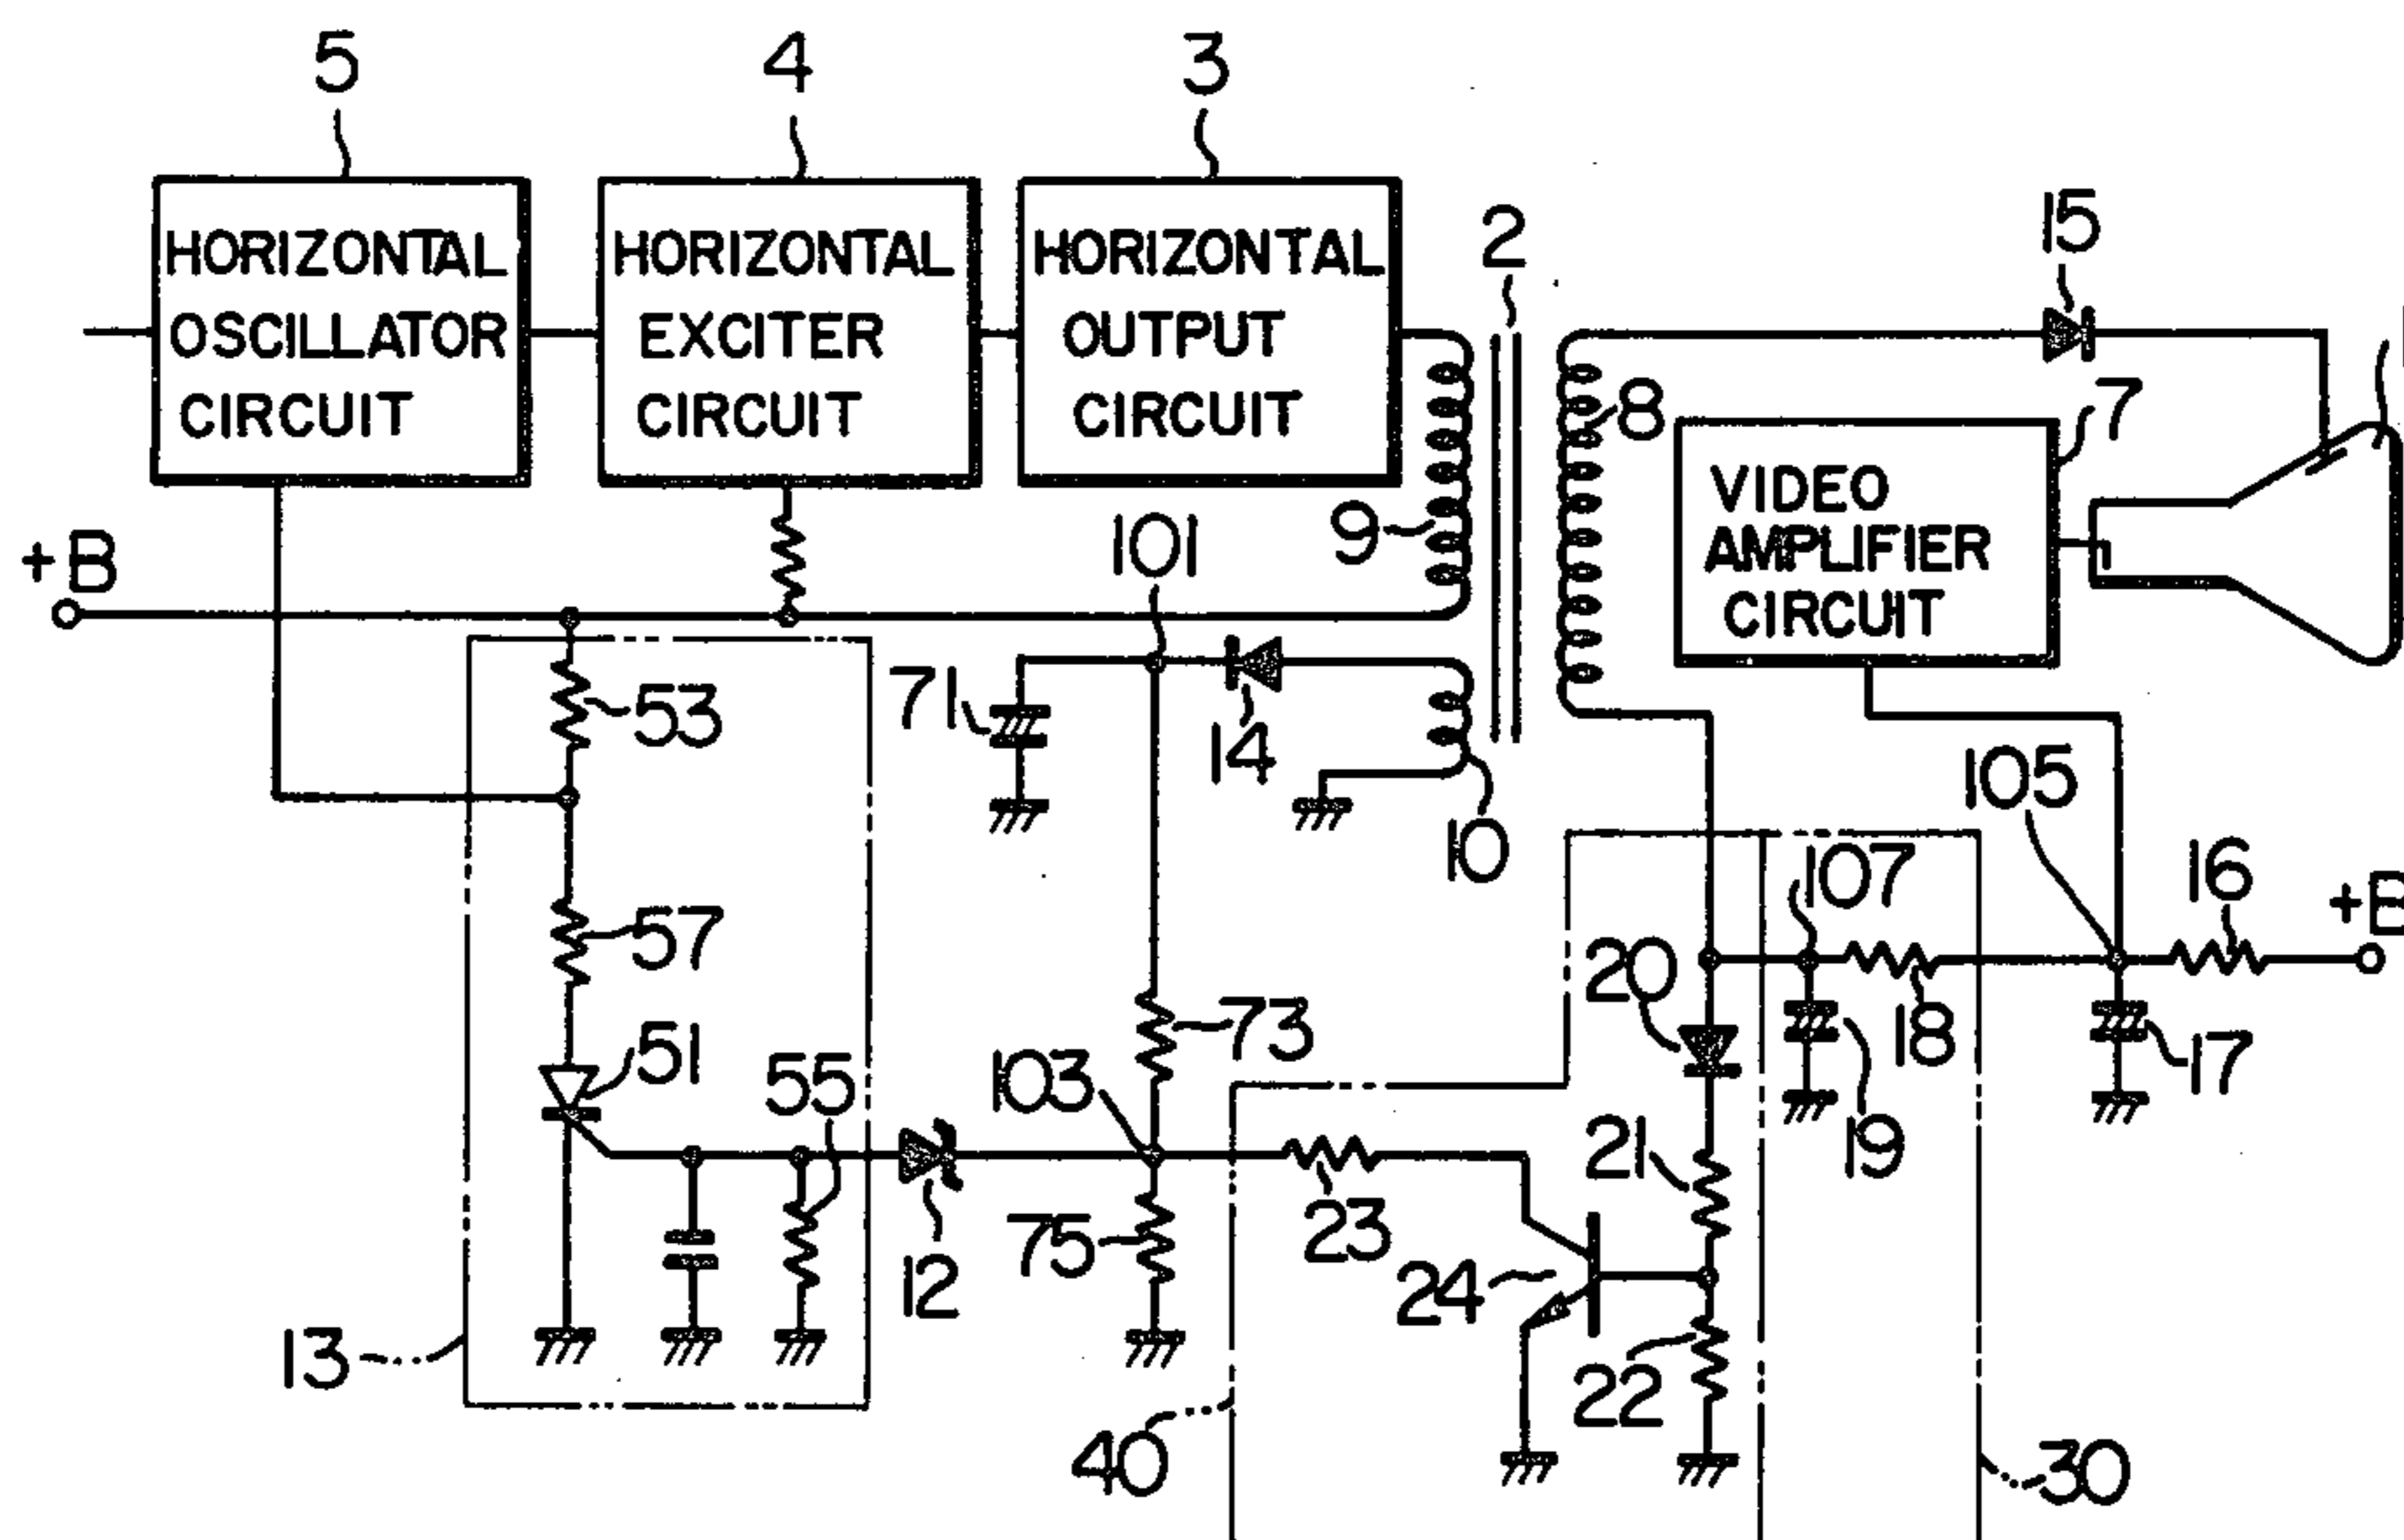 5
4
3
HORIZONTAL
OSCILLATOR
CIRCUIT
HORIZONTAL
EXCITER
CIRCUIT
HORIZONTAL
OUTPUT
CIRCUIT
2
15
8
7
VIDEO
AMPLIFIER
CIRCUIT
9
101
+B
53
71
14
10
105
107
16
+B
57
20
73
18
17
51
55
103
21
19
12
75
23
24
22
13
40
30